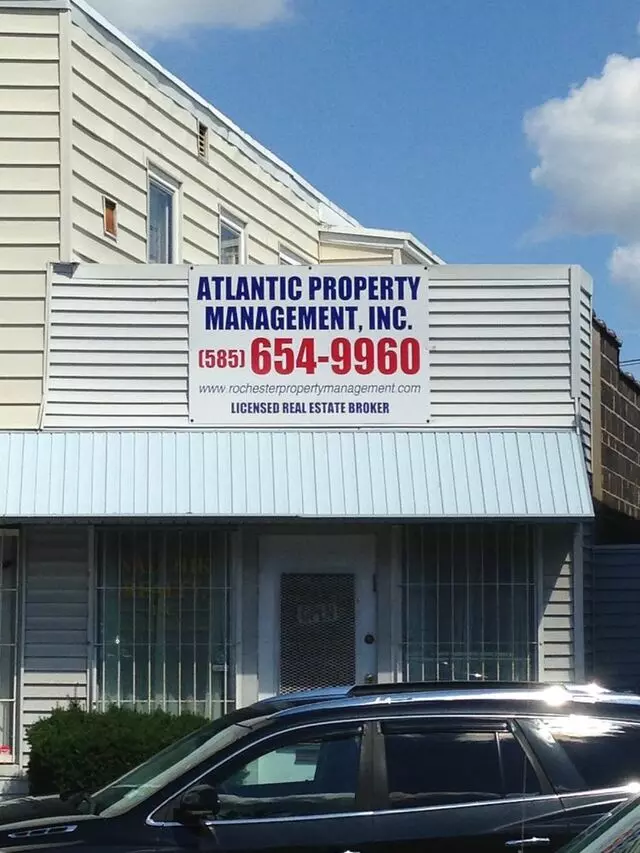 ATLANTIC PROPERTY
MANAGEMENT, INC.
(585) 654-9960
www.rochesterpropertymanagement.com
LICENSED REAL ESTATE BROKER